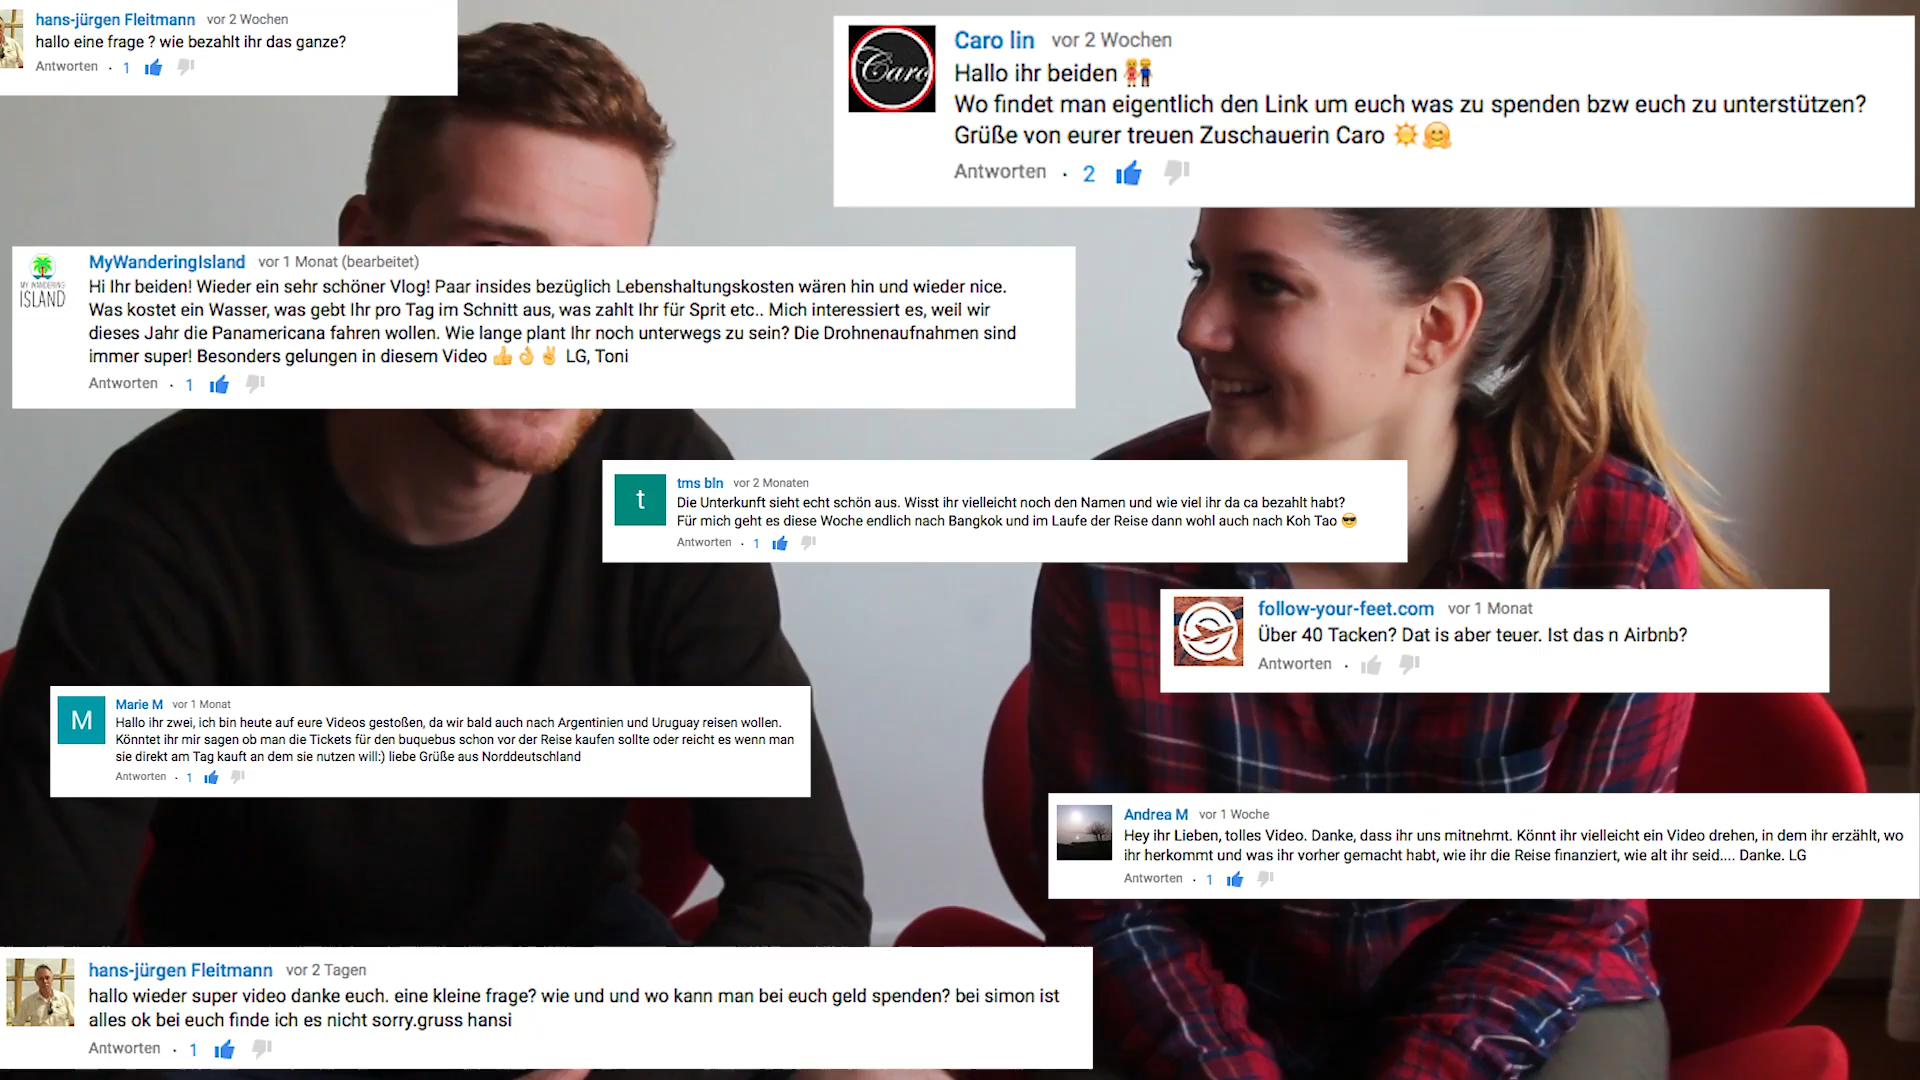 hans-jürgen Fleitmann vor 2 Wochen
hallo eine frage ? wie bezahlt ihr das ganze?
Antworten · 1
Caro
Caro lin vor 2 Wochen
Hallo ihr beiden 👫
Wo findet man eigentlich den Link um euch was zu spenden bzw euch zu unterstützen?
Grüße von eurer treuen Zuschauerin Caro ☀️🤗
Antworten · 2
MY WANDERING
ISLAND
MyWanderingIsland vor 1 Monat (bearbeitet)
Hi Ihr beiden! Wieder ein sehr schöner Vlog! Paar insides bezüglich Lebenshaltungskosten wären hin und wieder nice.
Was kostet ein Wasser, was gebt Ihr pro Tag im Schnitt aus, was zahlt Ihr für Sprit etc.. Mich interessiert es, weil wir
dieses Jahr die Panamericana fahren wollen. Wie lange plant Ihr noch unterwegs zu sein? Die Drohnenaufnahmen sind
immer super! Besonders gelungen in diesem Video 👍👌✌️ LG, Toni
Antworten · 1
t
tms bln vor 2 Monaten
Die Unterkunft sieht echt schön aus. Wisst ihr vielleicht noch den Namen und wie viel ihr da ca bezahlt habt?
Für mich geht es diese Woche endlich nach Bangkok und im Laufe der Reise dann wohl auch nach Koh Tao 😎
Antworten · 1
follow-your-feet.com vor 1 Monat
Über 40 Tacken? Dat is aber teuer. Ist das n Airbnb?
Antworten ·
M
Marie M vor 1 Monat
Hallo ihr zwei, ich bin heute auf eure Videos gestoßen, da wir bald auch nach Argentinien und Uruguay reisen wollen.
Könntet ihr mir sagen ob man die Tickets für den buquebus schon vor der Reise kaufen sollte oder reicht es wenn man
sie direkt am Tag kauft an dem sie nutzen will:) liebe Grüße aus Norddeutschland
Antworten · 1
Andrea M vor 1 Woche
Hey ihr Lieben, tolles Video. Danke, dass ihr uns mitnehmt. Könnt ihr vielleicht ein Video drehen, in dem ihr erzählt, wo
ihr herkommt und was ihr vorher gemacht habt, wie ihr die Reise finanziert, wie alt ihr seid.... Danke. LG
Antworten · 1
hans-jürgen Fleitmann vor 2 Tagen
hallo wieder super video danke euch. eine kleine frage? wie und und wo kann man bei euch geld spenden? bei simon ist
alles ok bei euch finde ich es nicht sorry.gruss hansi
Antworten · 1